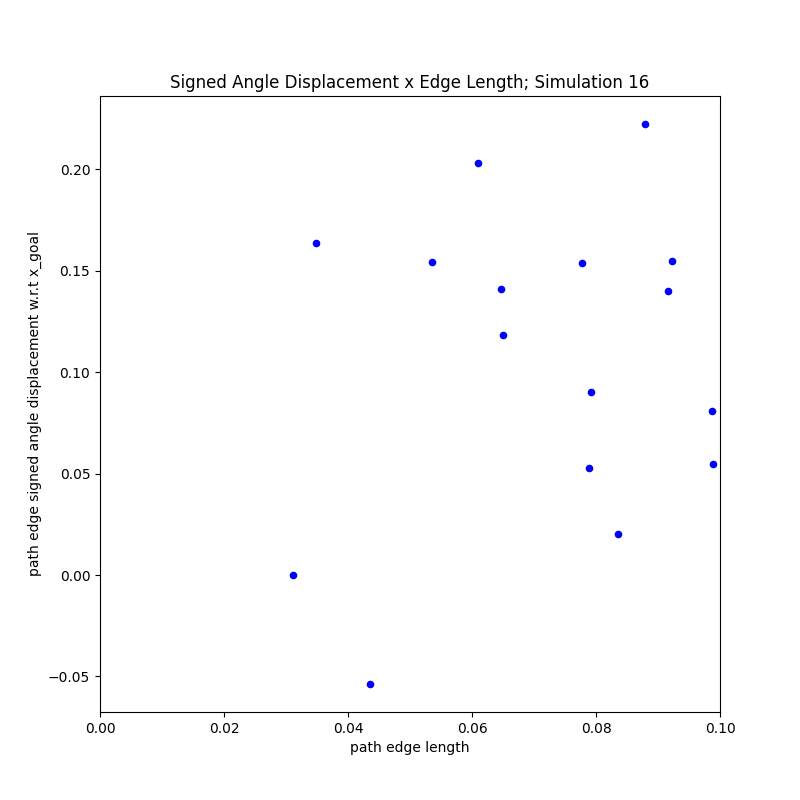 Signed Angle Displacement x Edge Length; Simulation 16
path edge signed angle displacement w.r.t x_goal
0.20
0.15
0.10
0.05
0.00
−0.05
0.00 0.02 0.04 0.06 0.08 0.10
path edge length